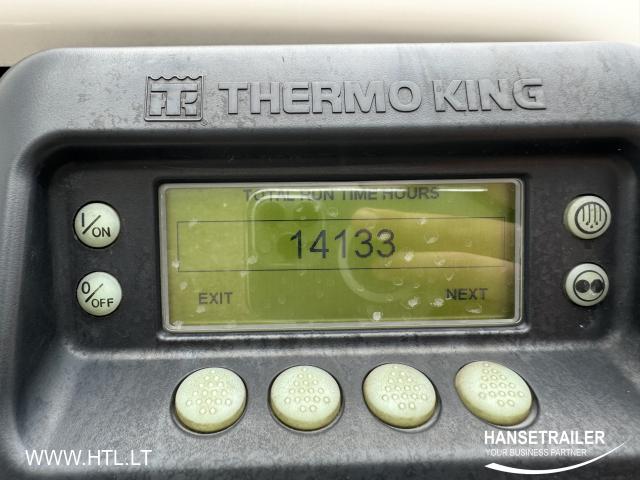 THERMO KING
TOTAL RUN TIME HOURS
14133
EXIT NEXT
I/ON
O/OFF
HANSETRAILER
YOUR BUSINESS PARTNER
WWW.HTL.LT